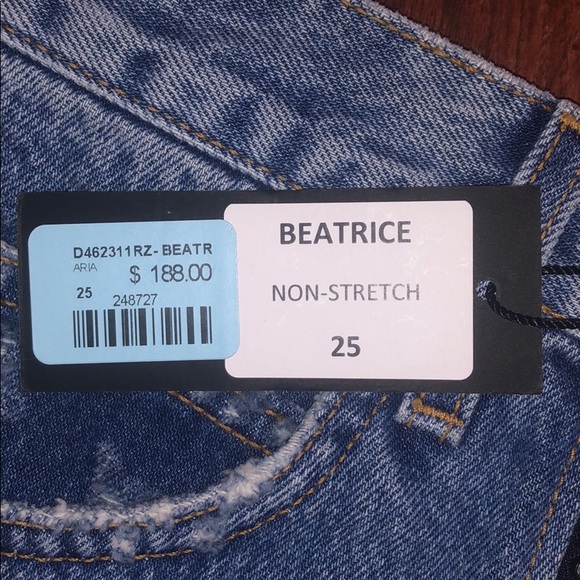 D462311RZ- BEATR
ARIA
$ 188.00
25
248727
BEATRICE
NON-STRETCH
25